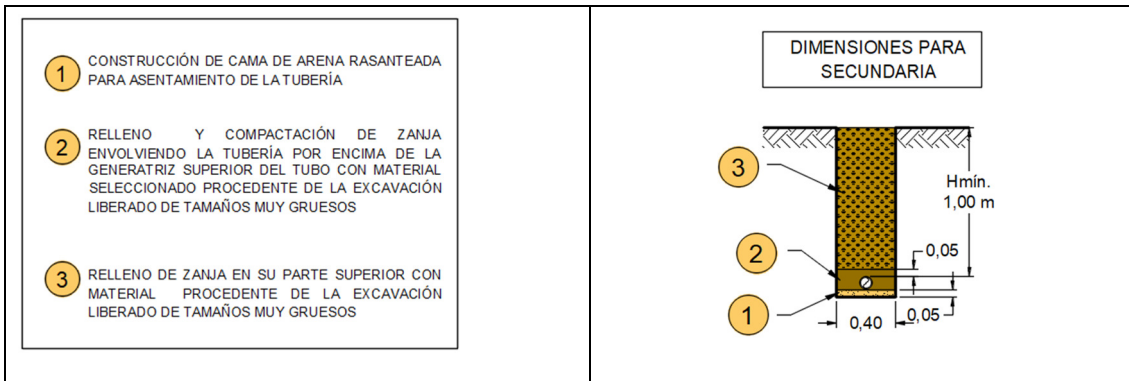 1
CONSTRUCCIÓN DE CAMA DE ARENA RASANTEADA
PARA ASENTAMIENTO DE LA TUBERÍA
2
RELLENO Y COMPACTACIÓN DE ZANJA
ENVOLVIENDO LA TUBERÍA POR ENCIMA DE LA
GENERATRIZ SUPERIOR DEL TUBO CON MATERIAL
SELECCIONADO PROCEDENTE DE LA EXCAVACIÓN
LIBERADO DE TAMAÑOS MUY GRUESOS
3
RELLENO DE ZANJA EN SU PARTE SUPERIOR CON
MATERIAL PROCEDENTE DE LA EXCAVACIÓN
LIBERADO DE TAMAÑOS MUY GRUESOS
DIMENSIONES PARA
SECUNDARIA
3
Hmín.
1,00 m
2
0,05
1
0,40
0,05